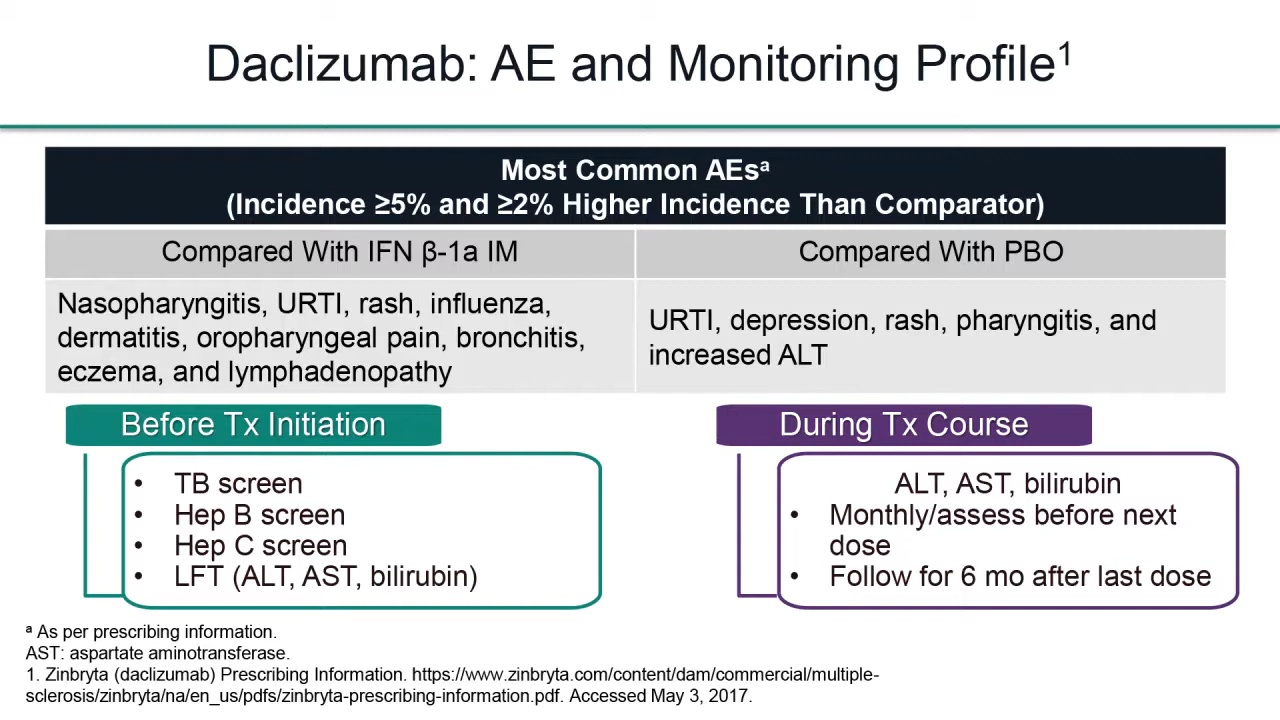 Daclizumab: AE and Monitoring Profile¹
Most Common AEsᵃ
(Incidence ≥5% and ≥2% Higher Incidence Than Comparator)
Compared With IFN β-1a IM
Compared With PBO
Nasopharyngitis, URTI, rash, influenza,
dermatitis, oropharyngeal pain, bronchitis,
eczema, and lymphadenopathy
URTI, depression, rash, pharyngitis, and
increased ALT
Before Tx Initiation
• TB screen
• Hep B screen
• Hep C screen
• LFT (ALT, AST, bilirubin)
During Tx Course
ALT, AST, bilirubin
• Monthly/assess before next
dose
• Follow for 6 mo after last dose
ᵃ As per prescribing information.
AST: aspartate aminotransferase.
1. Zinbryta (daclizumab) Prescribing Information. https://www.zinbryta.com/content/dam/commercial/multiple-
sclerosis/zinbryta/na/en_us/pdfs/zinbryta-prescribing-information.pdf. Accessed May 3, 2017.